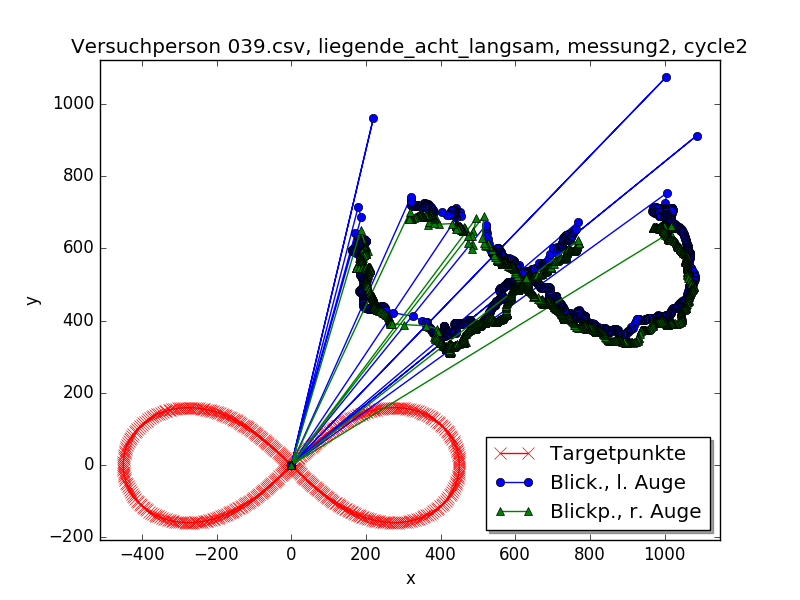 Versuchperson 039.csv, liegende_acht_langsam, messung2, cycle2
1000
800
600
400
200
0
−200
y
−400
−200
0
200
400
600
800
1000
x
Targetpunkte
Blick., l. Auge
Blickp., r. Auge